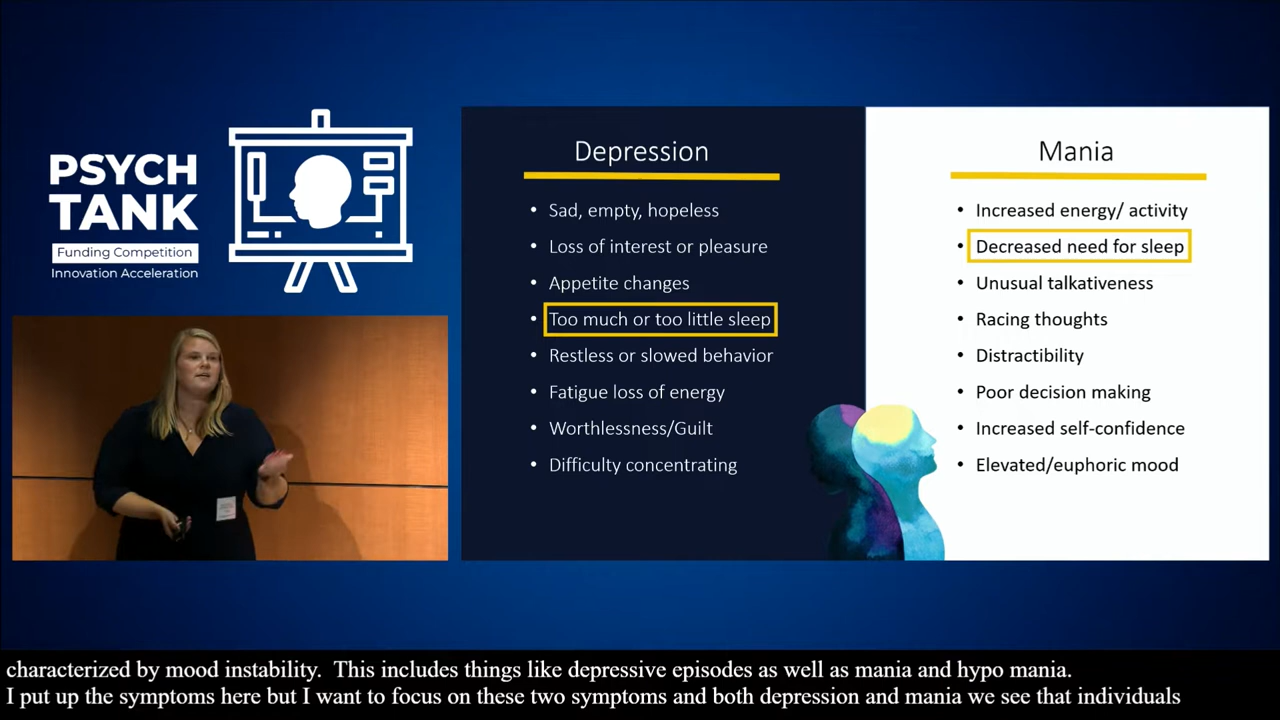 PSYCH
TANK
Funding Competition
Innovation Acceleration
Depression
• Sad, empty, hopeless
• Loss of interest or pleasure
• Appetite changes
• Too much or too little sleep
• Restless or slowed behavior
• Fatigue loss of energy
• Worthlessness/Guilt
• Difficulty concentrating
Mania
• Increased energy/ activity
• Decreased need for sleep
• Unusual talkativeness
• Racing thoughts
• Distractibility
• Poor decision making
• Increased self-confidence
• Elevated/euphoric mood
characterized by mood instability.  This includes things like depressive episodes as well as mania and hypo mania.
I put up the symptoms here but I want to focus on these two symptoms and both depression and mania we see that individuals